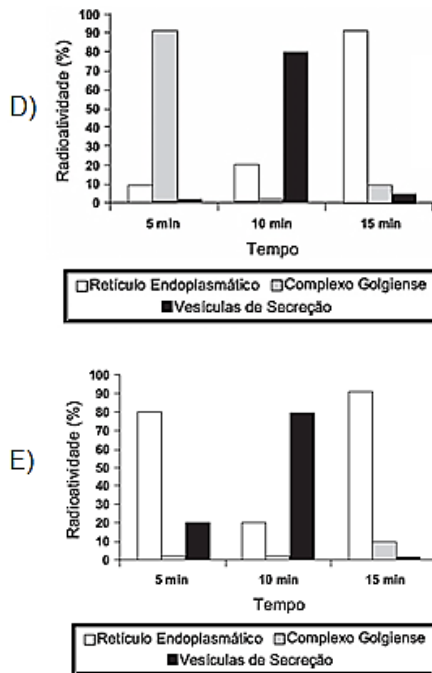 D)
Radioatividade (%)
100
90
80
70
60
50
40
30
20
10
0
5 min 10 min 15 min
Tempo
Retículo Endoplasmático Complexo Golgiense
Vesículas de Secreção
E)
Radioatividade (%)
100
90
80
70
60
50
40
30
20
10
0
5 min 10 min 15 min
Tempo
Retículo Endoplasmático Complexo Golgiense
Vesículas de Secreção